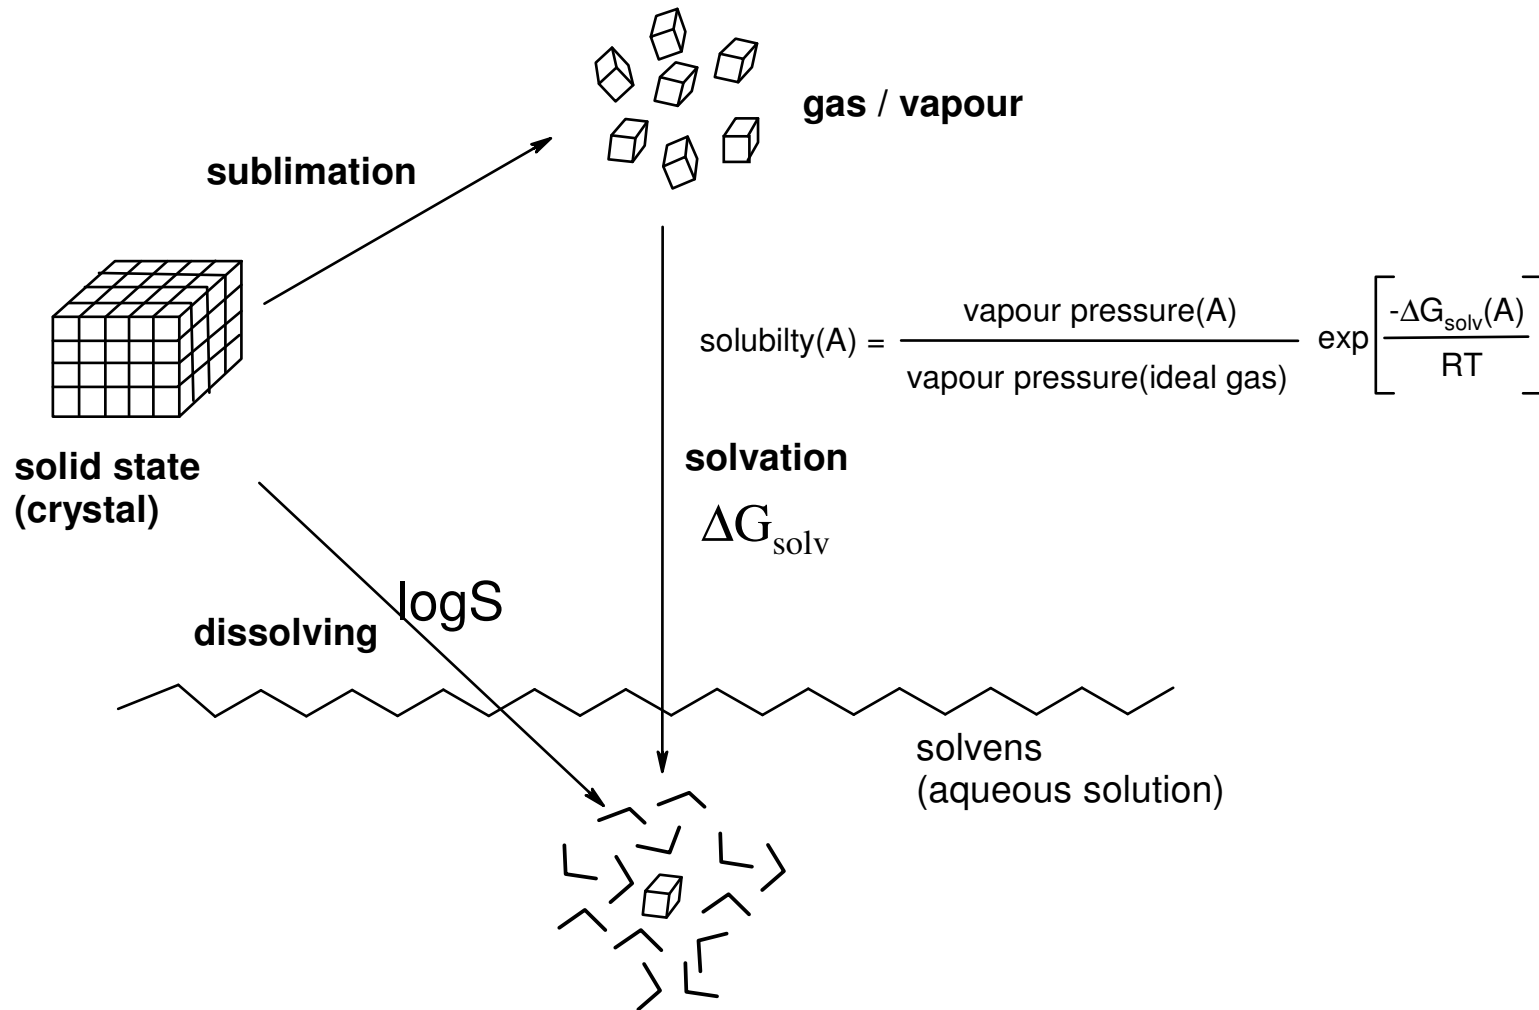 gas / vapour
sublimation
solubilty(A) = vapour pressure(A) / vapour pressure(ideal gas) exp[-ΔGsolv(A) / RT]
solid state
(crystal)
solvation
ΔGsolv
logS
dissolving
solvens
(aqueous solution)